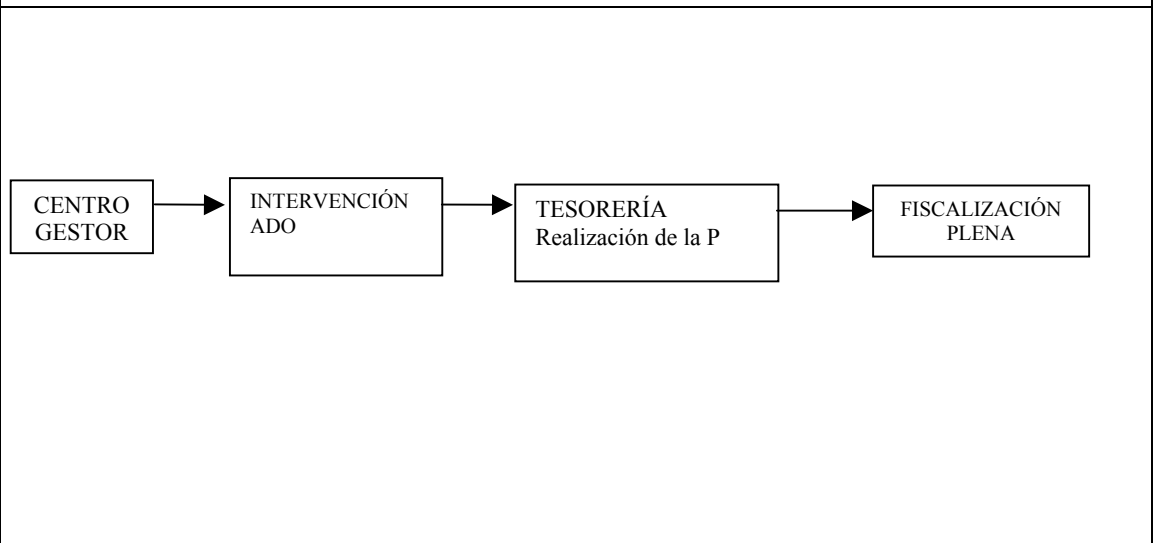 CENTRO
GESTOR
INTERVENCIÓN
ADO
TESORERÍA
Realización de la P
FISCALIZACIÓN
PLENA